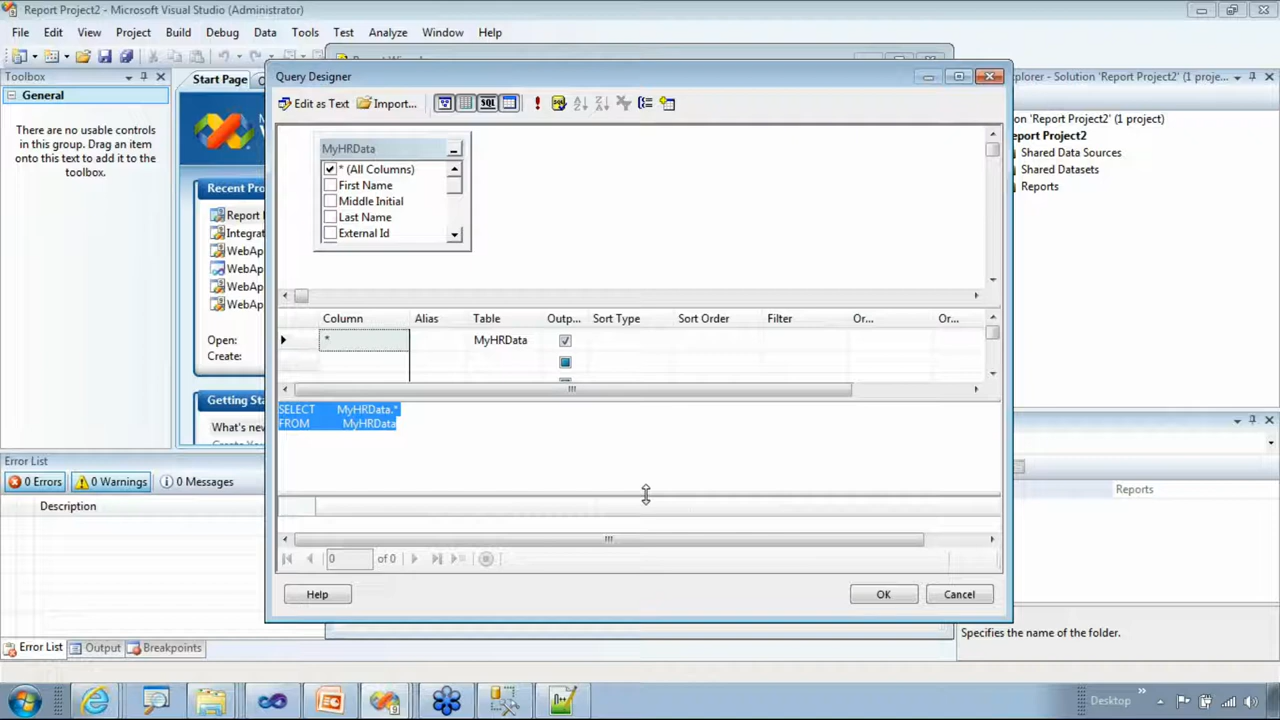 Report Project2 - Microsoft Visual Studio (Administrator)
File Edit View Project Build Debug Data Tools Test Analyze Window Help
Toolbox
General
There are no usable controls
in this group. Drag an item
onto this text to add it to the
toolbox.
Start Page
Recent Pro
Report
Integrat
WebAp
WebAp
WebAp
WebAp
Open:
Create:
Getting Sta
What's new
Query Designer
Edit as Text Import...
SQL
MyHRData
* (All Columns)
First Name
Middle Initial
Last Name
External Id
Column Alias Table Outp... Sort Type Sort Order Filter Or... Or...
* MyHRData
SELECT MyHRData.*
FROM MyHRData
0 of 0
Help OK Cancel
xplorer - Solution 'Report Project2' (1 proje...
on 'Report Project2' (1 project)
eport Project2
Shared Data Sources
Shared Datasets
Reports
Reports
Specifies the name of the folder.
Error List
0 Errors 0 Warnings 0 Messages
Description
Error List Output Breakpoints
Desktop